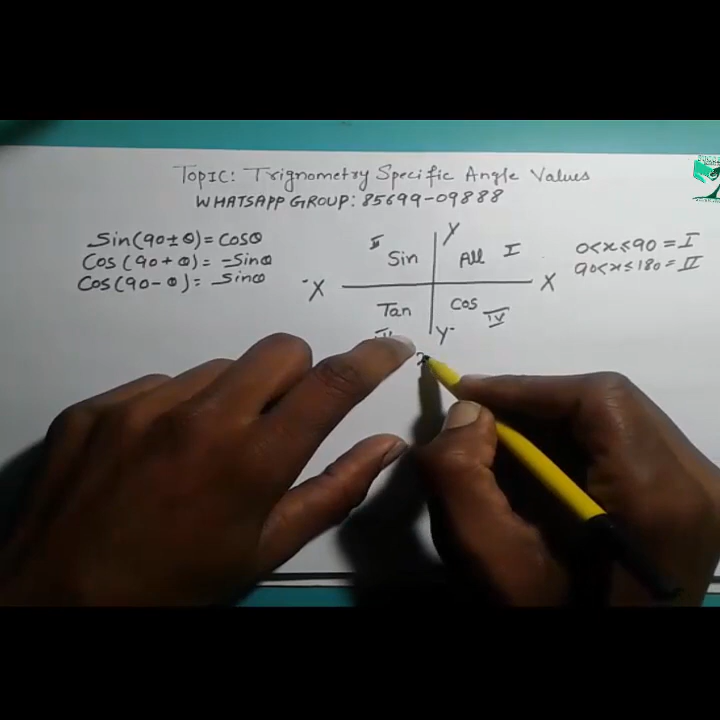 TOPIC: Trignometry Specific Angle Values
WHATSAPP GROUP: 85699-09888
Sin(90±θ)=Cosθ
Cos(90+θ)=-Sinθ
Cos(90-θ)=Sinθ
II Sin
All I
Y
-X
X
Tan
Cos IV
Y-
0<x≤90=I
90<x≤180=II